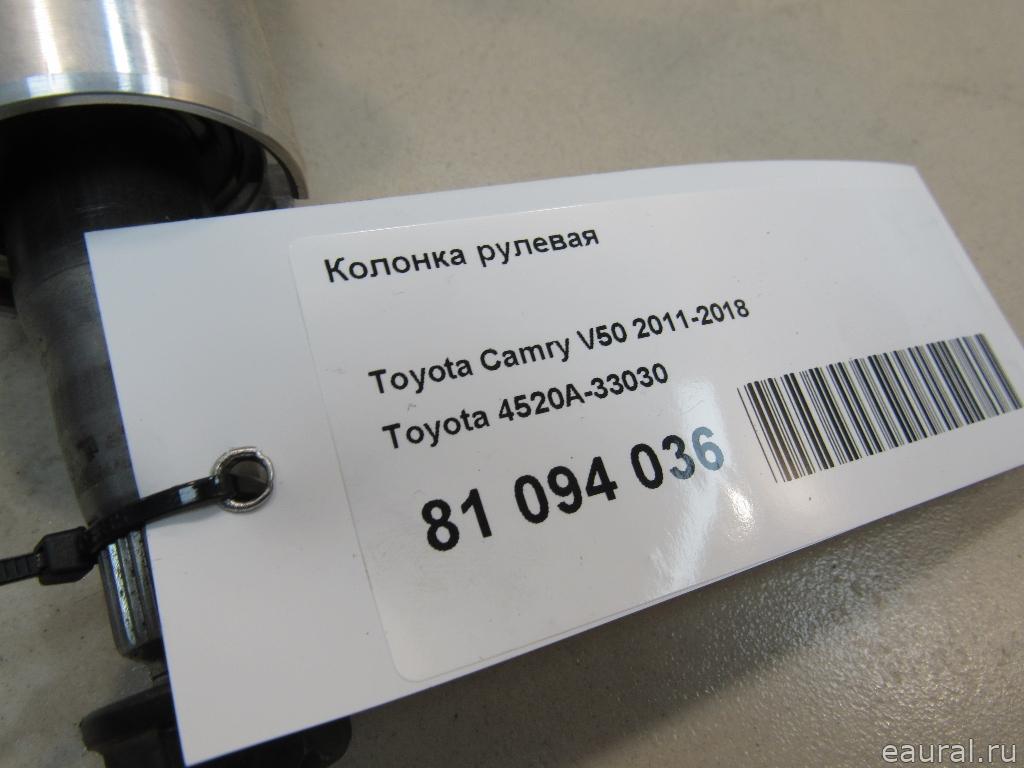 Колонка рулевая
Toyota Camry V50 2011-2018
Toyota 4520A-33030
81 094 036
eaural.ru